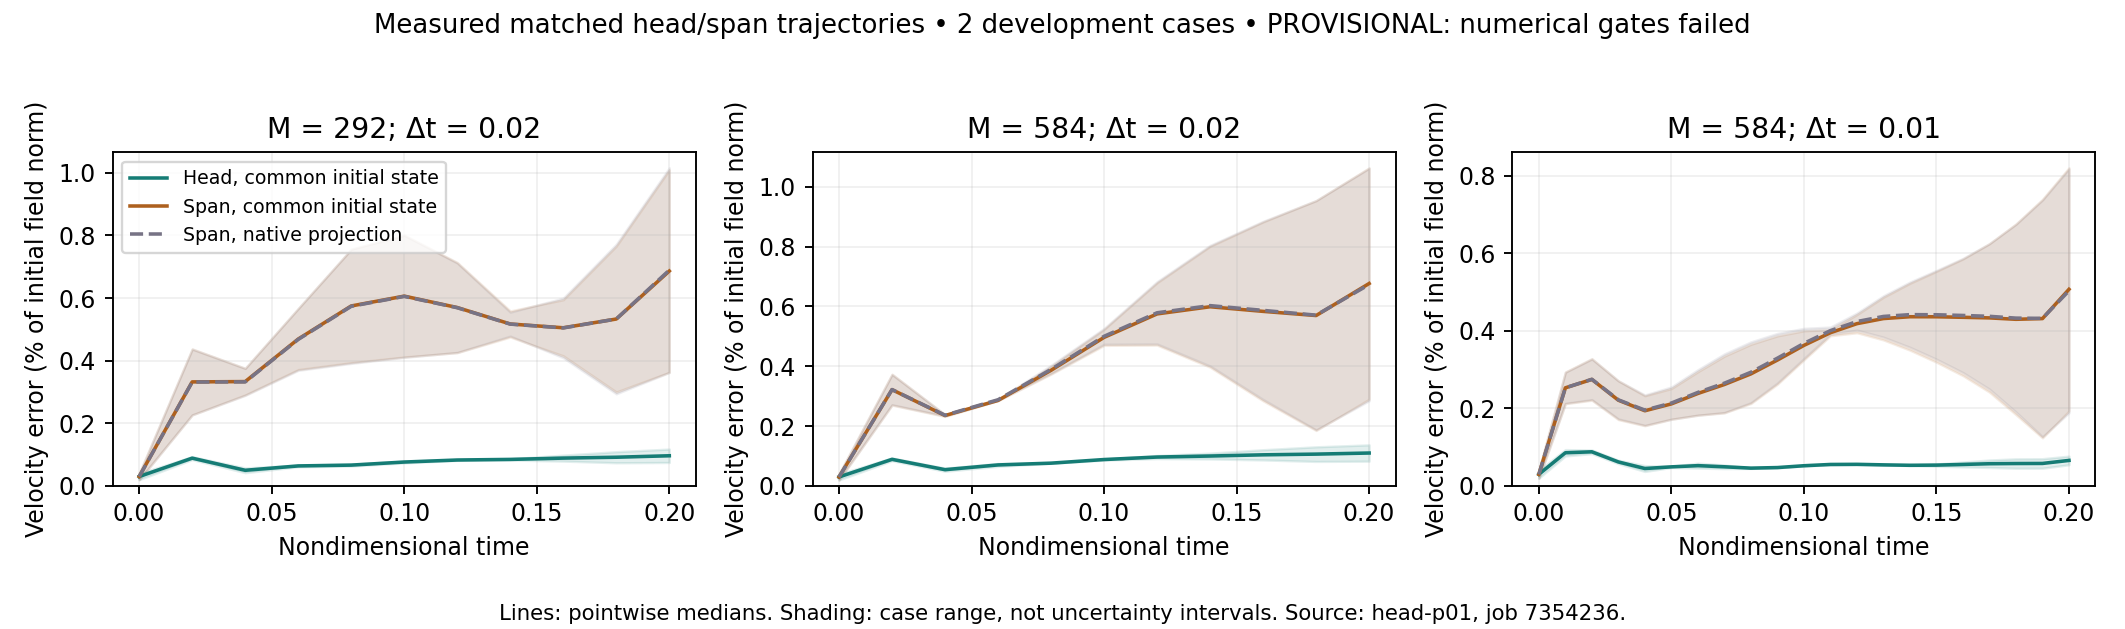 Measured matched head/span trajectories • 2 development cases • PROVISIONAL: numerical gates failed
M = 292; Δt = 0.02
Velocity error (% of initial field norm)
1.0
0.8
0.6
0.4
0.2
0.0
Head, common initial state
Span, common initial state
Span, native projection
0.00 0.05 0.10 0.15 0.20
Nondimensional time
M = 584; Δt = 0.02
Velocity error (% of initial field norm)
1.0
0.8
0.6
0.4
0.2
0.0
0.00 0.05 0.10 0.15 0.20
Nondimensional time
M = 584; Δt = 0.01
Velocity error (% of initial field norm)
0.8
0.6
0.4
0.2
0.0
0.00 0.05 0.10 0.15 0.20
Nondimensional time
Lines: pointwise medians. Shading: case range, not uncertainty intervals. Source: head-p01, job 7354236.